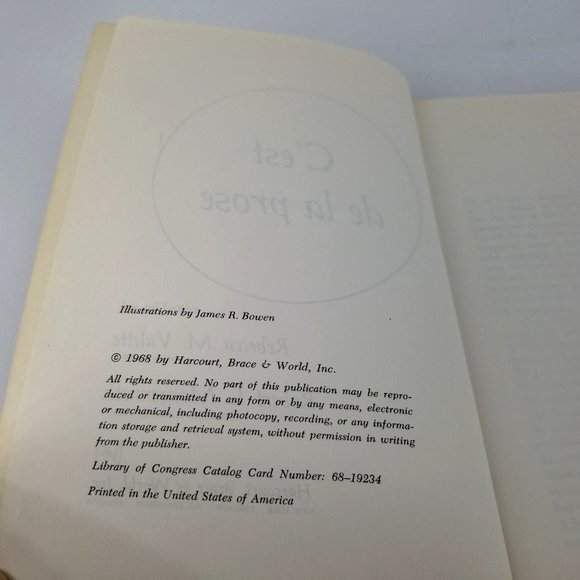 C'est
de la prose
Illustrations by James R. Bowen
Rebecca M. Valette
© 1968 by Harcourt, Brace & World, Inc.
All rights reserved. No part of this publication may be repro-
duced or transmitted in any form or by any means, electronic
or mechanical, including photocopy, recording, or any informa-
tion storage and retrieval system, without permission in writing
from the publisher.
Library of Congress Catalog Card Number: 68-19234
Printed in the United States of America